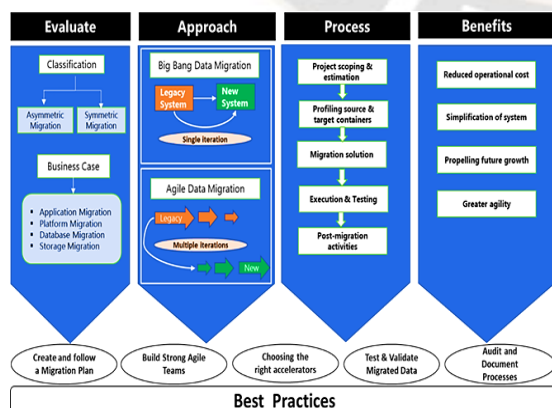 Evaluate
Classification
Asymmetric
Migration
Symmetric
Migration
Business Case
• Application Migration
• Platform Migration
• Database Migration
• Storage Migration
Approach
Big Bang Data Migration
Legacy
System
New
System
Single iteration
Agile Data Migration
Legacy
Multiple iterations
New
Process
Project scoping &
estimation
Profiling source &
target containers
Migration solution
Execution & Testing
Post-migration
activities
Benefits
Reduced operational cost
Simplification of system
Propelling future growth
Greater agility
Create and follow
a Migration Plan
Build Strong Agile
Teams
Choosing the
right accelerators
Test & Validate
Migrated Data
Audit and
Document
Processes
Best Practices